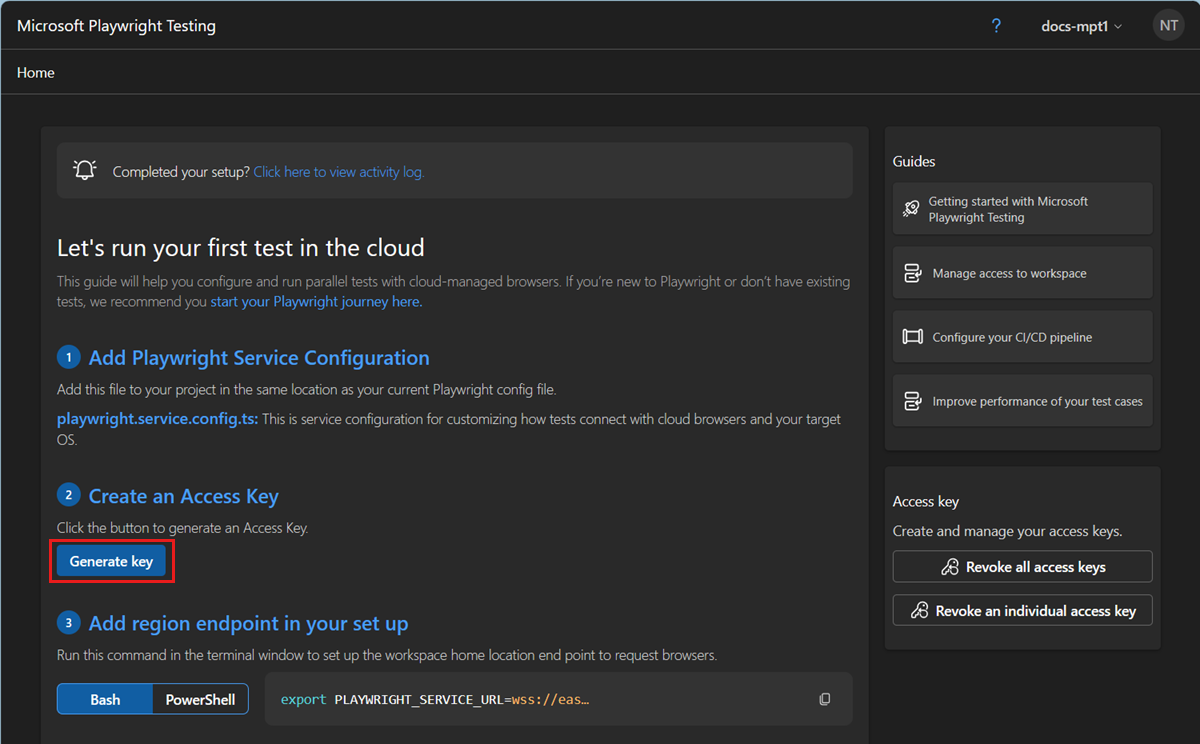 Microsoft Playwright Testing
?
docs-mpt1
NT
Home
Completed your setup? Click here to view activity log.
Let's run your first test in the cloud
This guide will help you configure and run parallel tests with cloud-managed browsers. If you're new to Playwright or don't have existing
tests, we recommend you start your Playwright journey here.
1 Add Playwright Service Configuration
Add this file to your project in the same location as your current Playwright config file.
playwright.service.config.ts: This is service configuration for customizing how tests connect with cloud browsers and your target
OS.
2 Create an Access Key
Click the button to generate an Access Key.
Generate key
3 Add region endpoint in your set up
Run this command in the terminal window to set up the workspace home location end point to request browsers.
Bash
PowerShell
export PLAYWRIGHT_SERVICE_URL=wss://eas…
Guides
Getting started with Microsoft
Playwright Testing
Manage access to workspace
Configure your CI/CD pipeline
Improve performance of your test cases
Access key
Create and manage your access keys.
Revoke all access keys
Revoke an individual access key